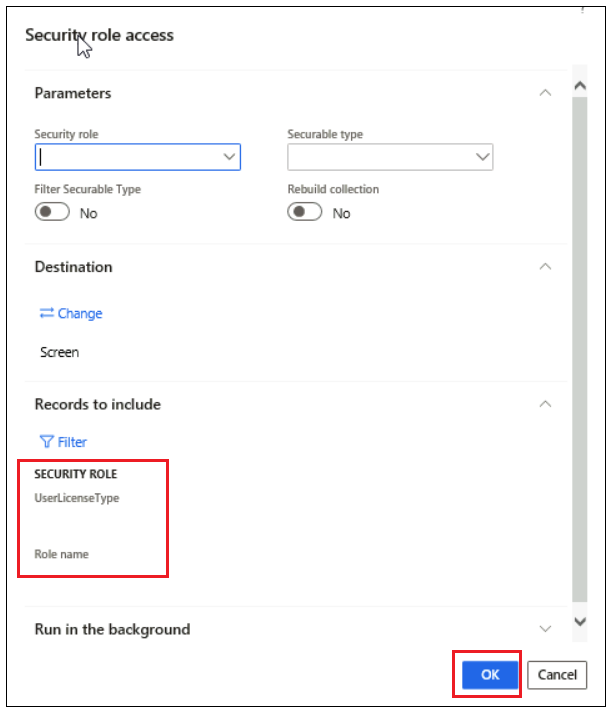 Security role access
Parameters
Security role Securable type
Filter Securable Type Rebuild collection
No No
Destination
Change
Screen
Records to include
Filter
SECURITY ROLE
UserLicenseType
Role name
Run in the background
OK Cancel